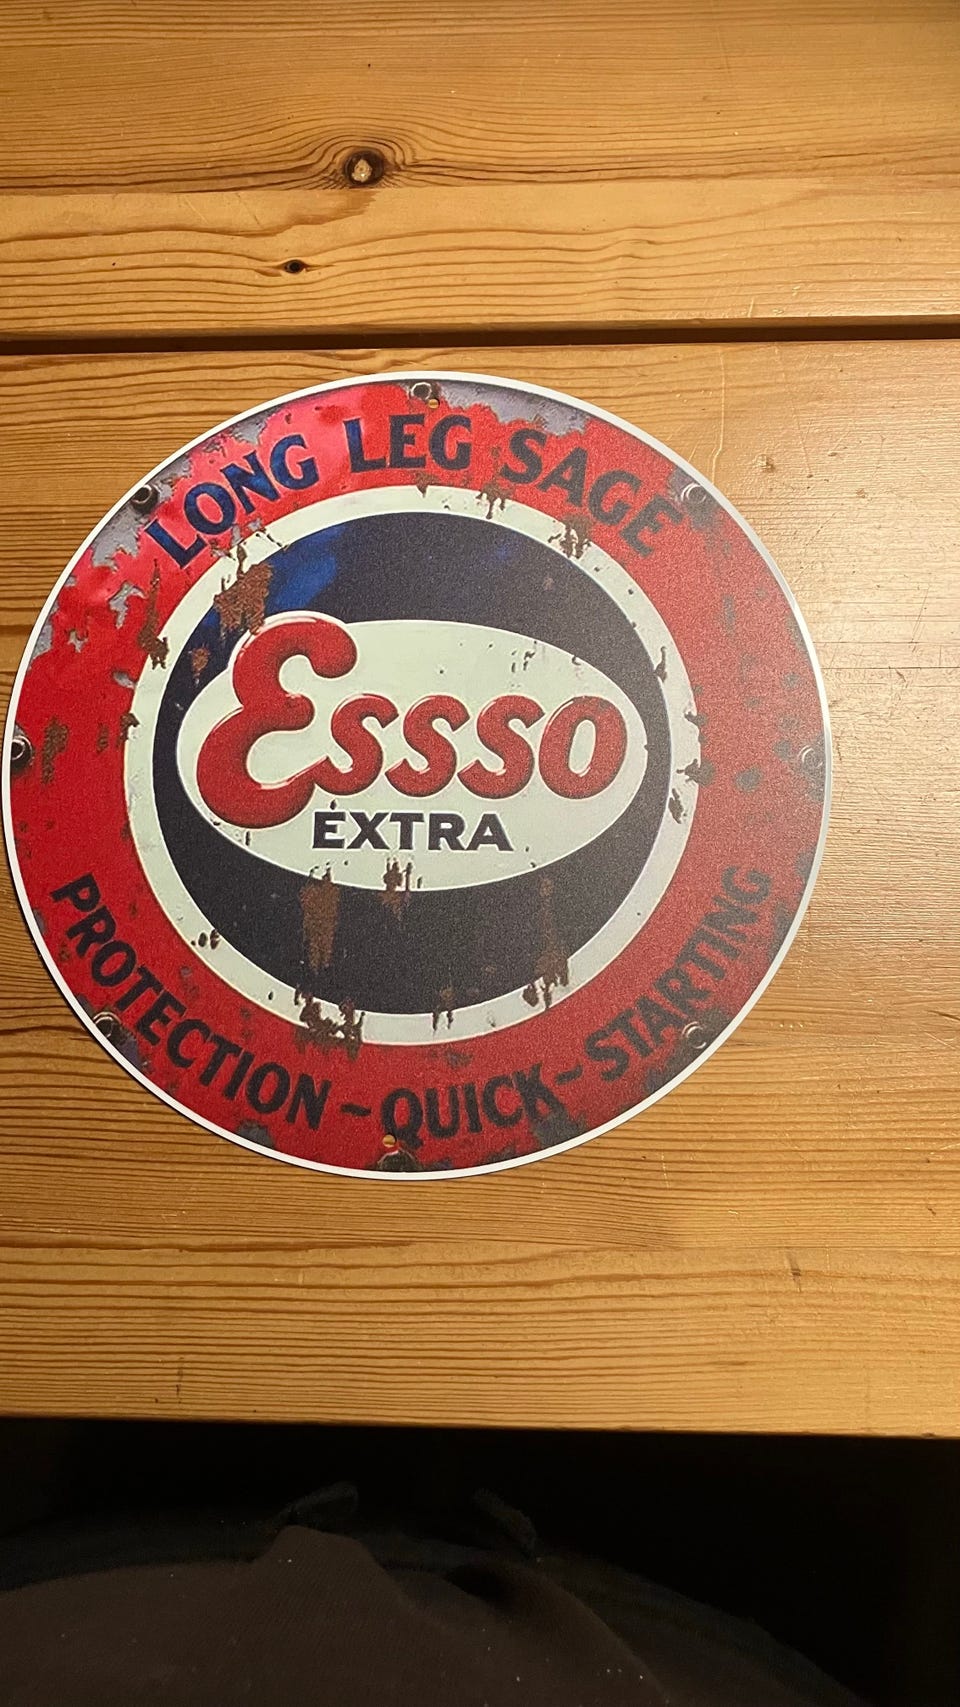 LONG LEG SAGE
Essso
EXTRA
PROTECTION ~ QUICK ~ STARTING